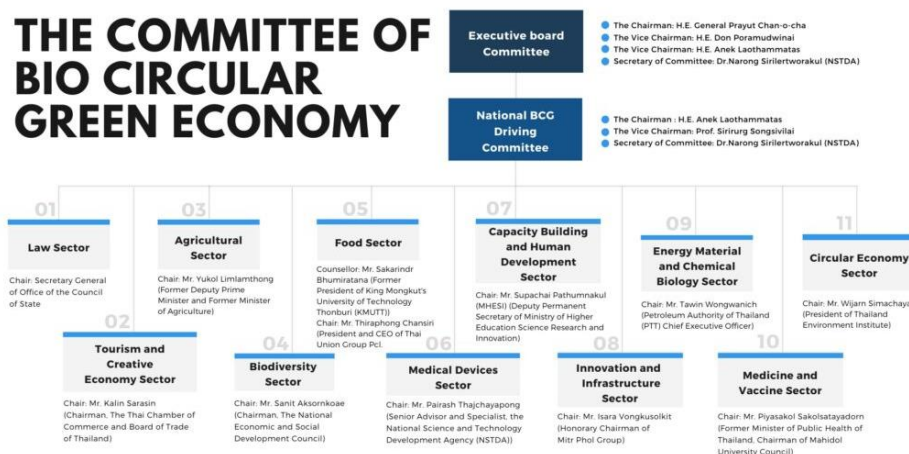 THE COMMITTEE OF
BIO CIRCULAR
GREEN ECONOMY
Executive board
Committee
The Chairman: H.E. General Prayut Chan-o-cha
The Vice Chairman: H.E. Don Poramudwinai
The Vice Chairman: H.E. Anek Laothammatas
Secretary of Committee: Dr.Narong Sirilertworakul (NSTDA)
National BCG
Driving
Committee
The Chairman : H.E. Anek Laothammatas
The Vice Chairman: Prof. Sirirurg Songsivilai
Secretary of Committee: Dr.Narong Sirilertworakul (NSTDA)
01
Law Sector
Chair: Secretary General
of Office of the Council
of State
02
Tourism and
Creative
Economy Sector
Chair: Mr. Kalin Sarasin
(Chairman, The Thai Chamber of
Commerce and Board of Trade
of Thailand)
03
Agricultural
Sector
Chair: Mr. Yukol Limlamthong
(Former Deputy Prime
Minister and Former Minister
of Agriculture)
04
Biodiversity
Sector
Chair: Mr. Sanit Aksornkoae
(Chairman, The National
Economic and Social
Development Council)
05
Food Sector
Counsellor: Mr. Sakarindr
Bhumiratana (Former
President of King Mongkut's
University of Technology
Thonburi (KMUTT))
Chair: Mr. Thiraphong Chansiri
(President and CEO of Thai
Union Group Pcl.
06
Medical Devices
Sector
Chair: Mr. Pairash Thajchayapong
(Senior Advisor and Specialist, the
National Science and Technology
Development Agency (NSTDA))
07
Capacity Building
and Human
Development
Sector
Chair: Mr. Supachai Pathumnakul
(MHESI) (Deputy Permanent
Secretary of Ministry of Higher
Education Science Research and
Innovation)
08
Innovation and
Infrastructure
Sector
Chair: Mr. Isara Vongkusolkit
(Honorary Chairman of
Mitr Phol Group)
09
Energy Material
and Chemical
Biology Sector
Chair: Mr. Tawin Wongwanich
(Petroleum Authority of Thailand
(PTT) Chief Executive Officer)
10
Medicine and
Vaccine Sector
Chair: Mr. Piyasakol Sakolsatayadorn
(Former Minister of Public Health of
Thailand, Chairman of Mahidol
University Council)
11
Circular Economy
Sector
Chair: Mr. Wijarn Simachaya
(President of Thailand
Environment Institute)